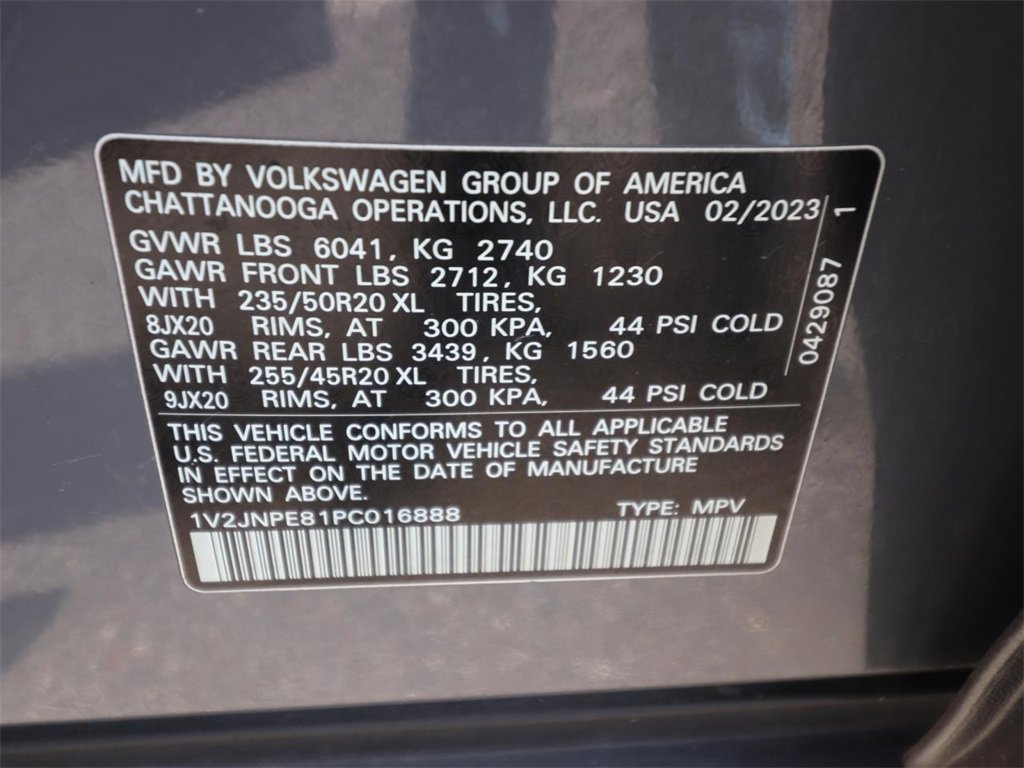 MFD BY VOLKSWAGEN GROUP OF AMERICA
CHATTANOOGA OPERATIONS, LLC. USA 02/2023
GVWR LBS 6041, KG 2740
GAWR FRONT LBS 2712, KG 1230
WITH 235/50R20 XL TIRES,
8JX20 RIMS, AT 300 KPA, 44 PSI COLD
GAWR REAR LBS 3439, KG 1560
WITH 255/45R20 XL TIRES,
9JX20 RIMS, AT 300 KPA, 44 PSI COLD
0429087 1
THIS VEHICLE CONFORMS TO ALL APPLICABLE
U.S. FEDERAL MOTOR VEHICLE SAFETY STANDARDS
IN EFFECT ON THE DATE OF MANUFACTURE
SHOWN ABOVE.
1V2JNPE81PC016888 TYPE: MPV